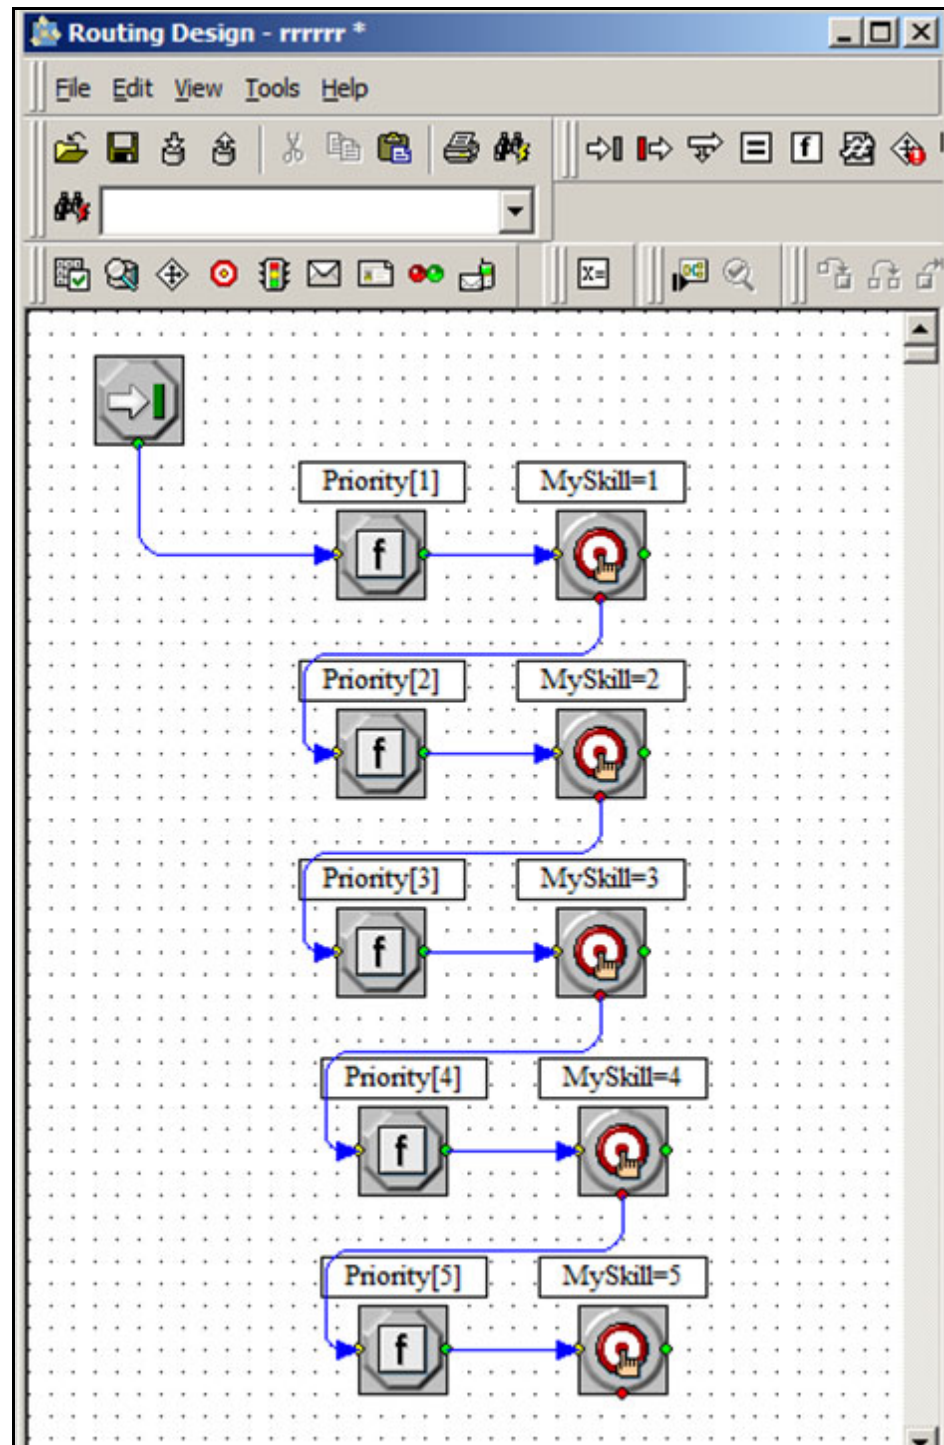 Routing Design - rrrrrr *
File Edit View Tools Help
f
X=
Priority[1] MySkill=1
f
Priority[2] MySkill=2
f
Priority[3] MySkill=3
f
Priority[4] MySkill=4
f
Priority[5] MySkill=5
f